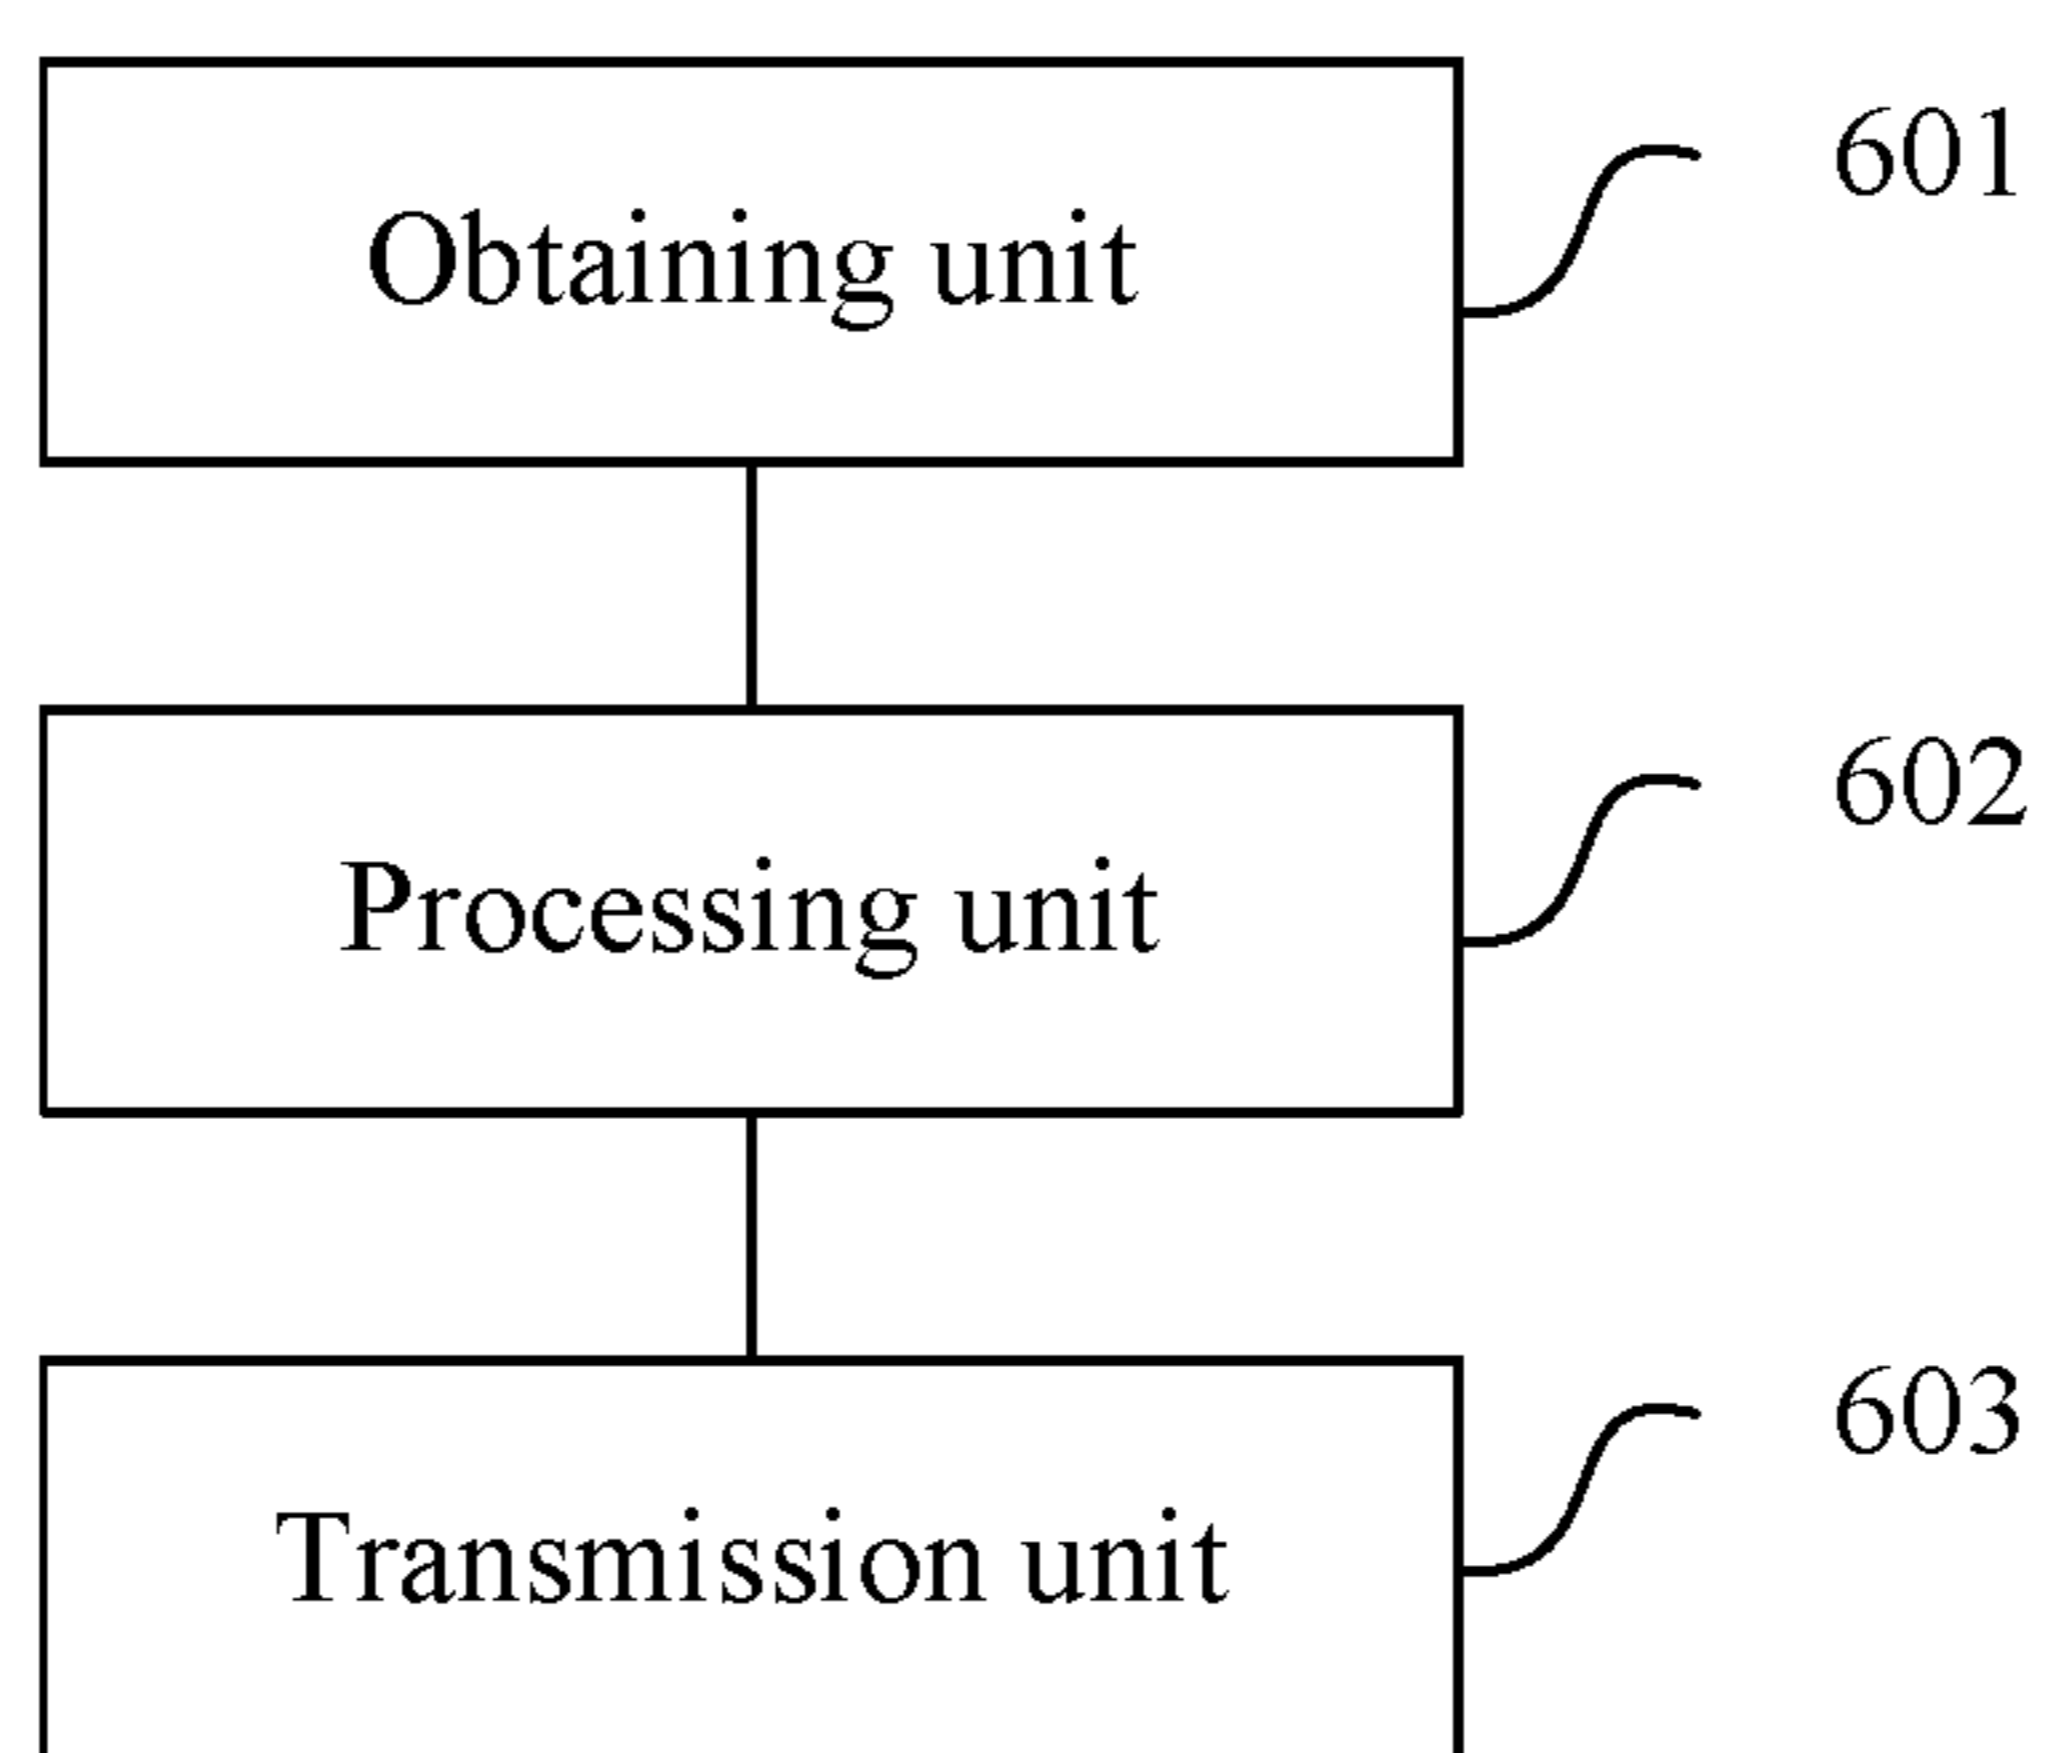 601
Obtaining unit
602
Processing unit
603
Transmission unit